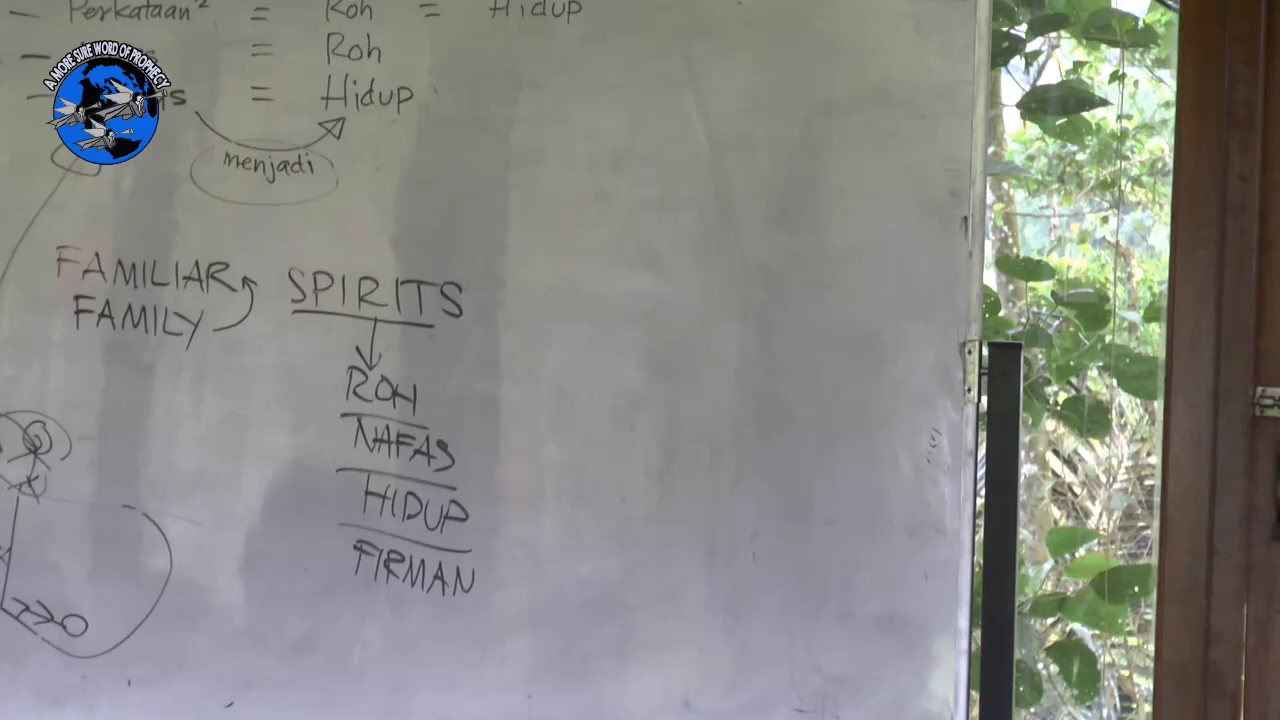 - Perkataan² = Roh = Hidup
- = Roh
- = Hidup
menjadi
A MORE SURE WORD OF PROPHECY
FAMILIAR SPIRITS
FAMILY
ROH
NAFAS
HIDUP
FIRMAN